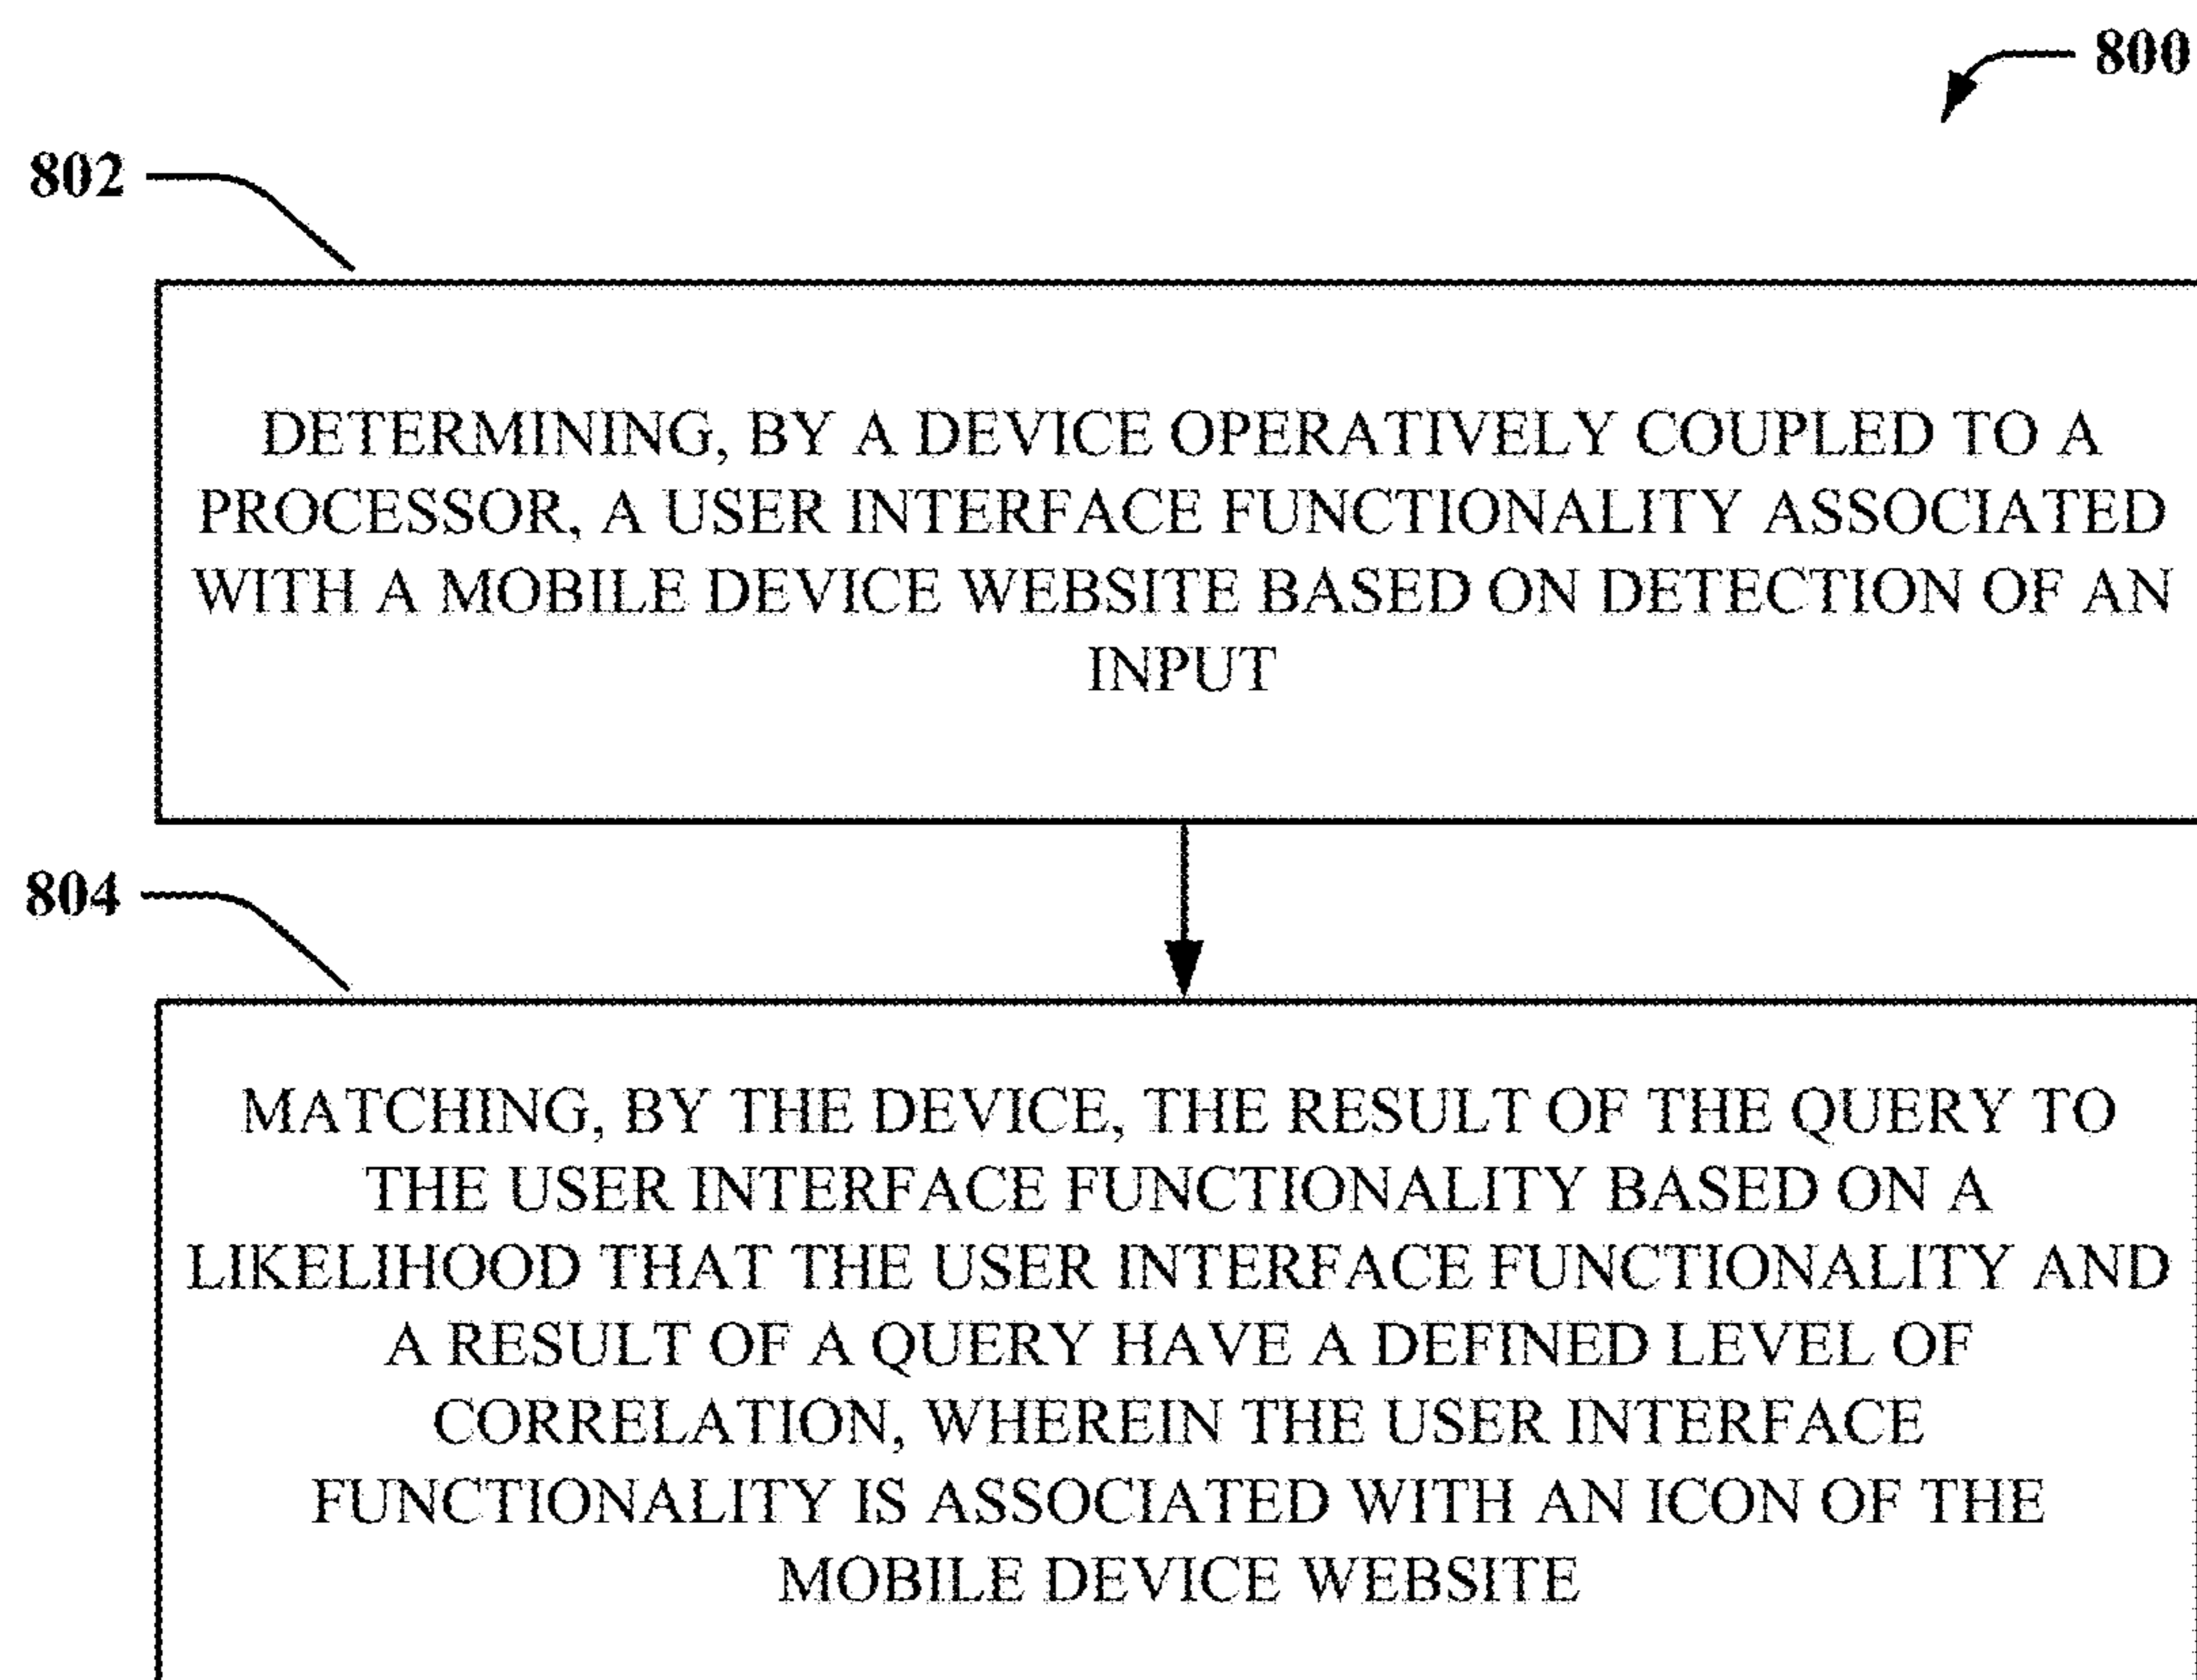 800
802
DETERMINING, BY A DEVICE OPERATIVELY COUPLED TO A
PROCESSOR, A USER INTERFACE FUNCTIONALITY ASSOCIATED
WITH A MOBILE DEVICE WEBSITE BASED ON DETECTION OF AN
INPUT
804
MATCHING, BY THE DEVICE, THE RESULT OF THE QUERY TO
THE USER INTERFACE FUNCTIONALITY BASED ON A
LIKELIHOOD THAT THE USER INTERFACE FUNCTIONALITY AND
A RESULT OF A QUERY HAVE A DEFINED LEVEL OF
CORRELATION, WHEREIN THE USER INTERFACE
FUNCTIONALITY IS ASSOCIATED WITH AN ICON OF THE
MOBILE DEVICE WEBSITE